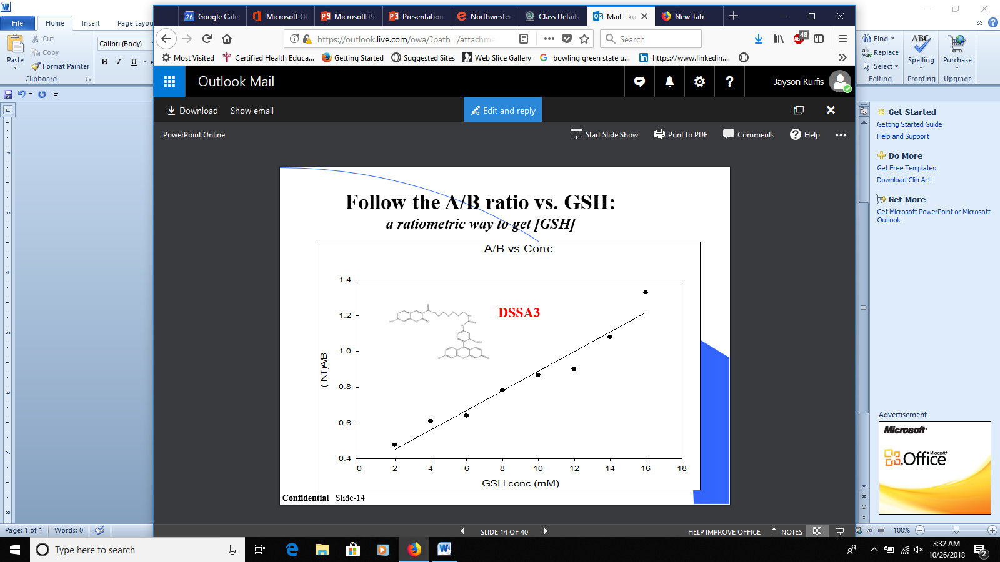 Google Cale
Microsoft Of
Microsoft Po
Presentation
Northwester
Class Details
Mail - ku
New Tab
File
Home
Insert
Page Layou
https://outlook.live.com/owa/?path=/attachme
Search
48
Cut
Copy
Paste
Format Painter
Clipboard
Calibri (Body)
B I U
Most Visited
Certified Health Educa...
Getting Started
Suggested Sites
Web Slice Gallery
bowling green state u...
https://www.linkedin....
Find
Replace
Select
Editing
ABC
Spelling
Proofing
Purchase
Upgrade
Outlook Mail
Jayson Kurfis
Download
Show email
Edit and reply
PowerPoint Online
Start Slide Show
Print to PDF
Comments
Help
Follow the A/B ratio vs. GSH:
a ratiometric way to get [GSH]
A/B vs Conc
DSSA3
(INT)A/B
1.4
1.2
1.0
0.8
0.6
0.4
0 2 4 6 8 10 12 14 16 18
GSH conc (mM)
Confidential Slide-14
SLIDE 14 OF 40
HELP IMPROVE OFFICE
NOTES
Get Started
Getting Started Guide
Help and Support
Do More
Get Free Templates
Download Clip Art
Get More
Get Microsoft PowerPoint or Microsoft
Outlook
Advertisement
Microsoft
Microsoft
Office
Page: 1 of 1
Words: 0
100%
Type here to search
3:32 AM
10/26/2018
2